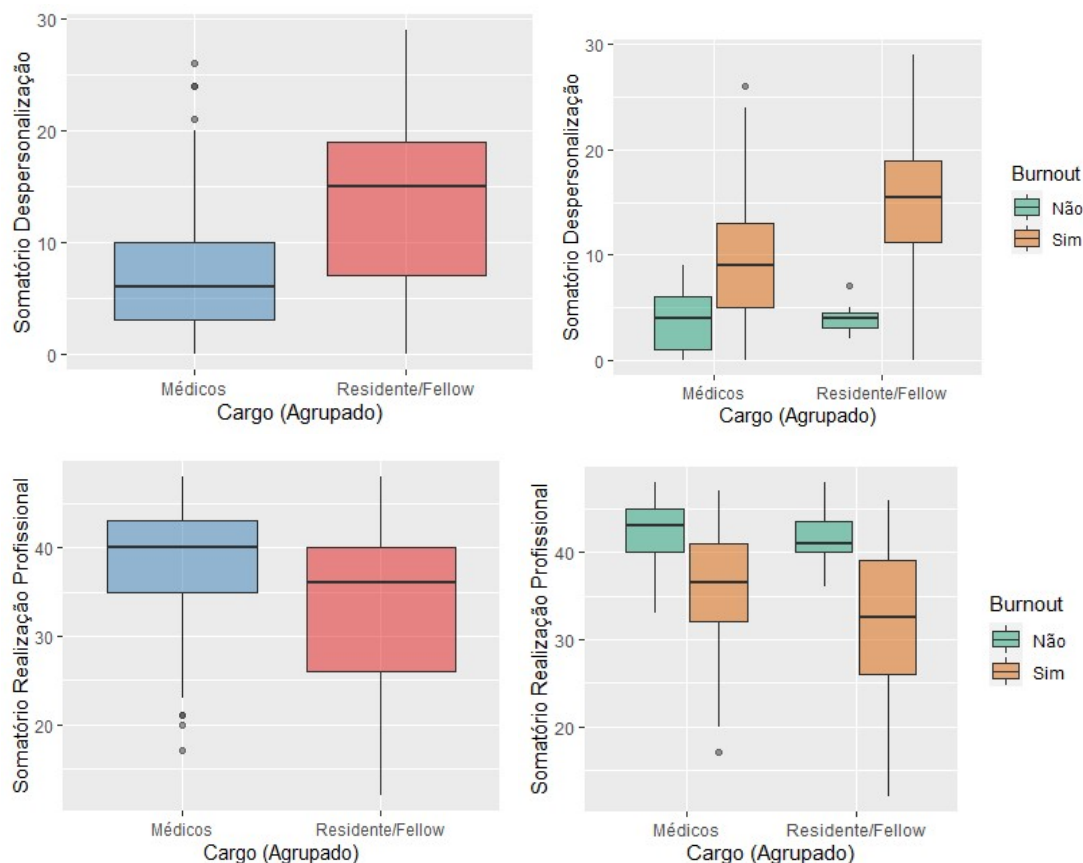 Somatório Despersonalização
30
20
10
0
Médicos
Residente/Fellow
Cargo (Agrupado)
Somatório Despersonalização
30
20
10
0
Médicos
Residente/Fellow
Cargo (Agrupado)
Burnout
Não
Sim
Somatório Realização Profissional
40
30
20
Médicos
Residente/Fellow
Cargo (Agrupado)
Somatório Realização Profissional
40
30
20
Médicos
Residente/Fellow
Cargo (Agrupado)
Burnout
Não
Sim